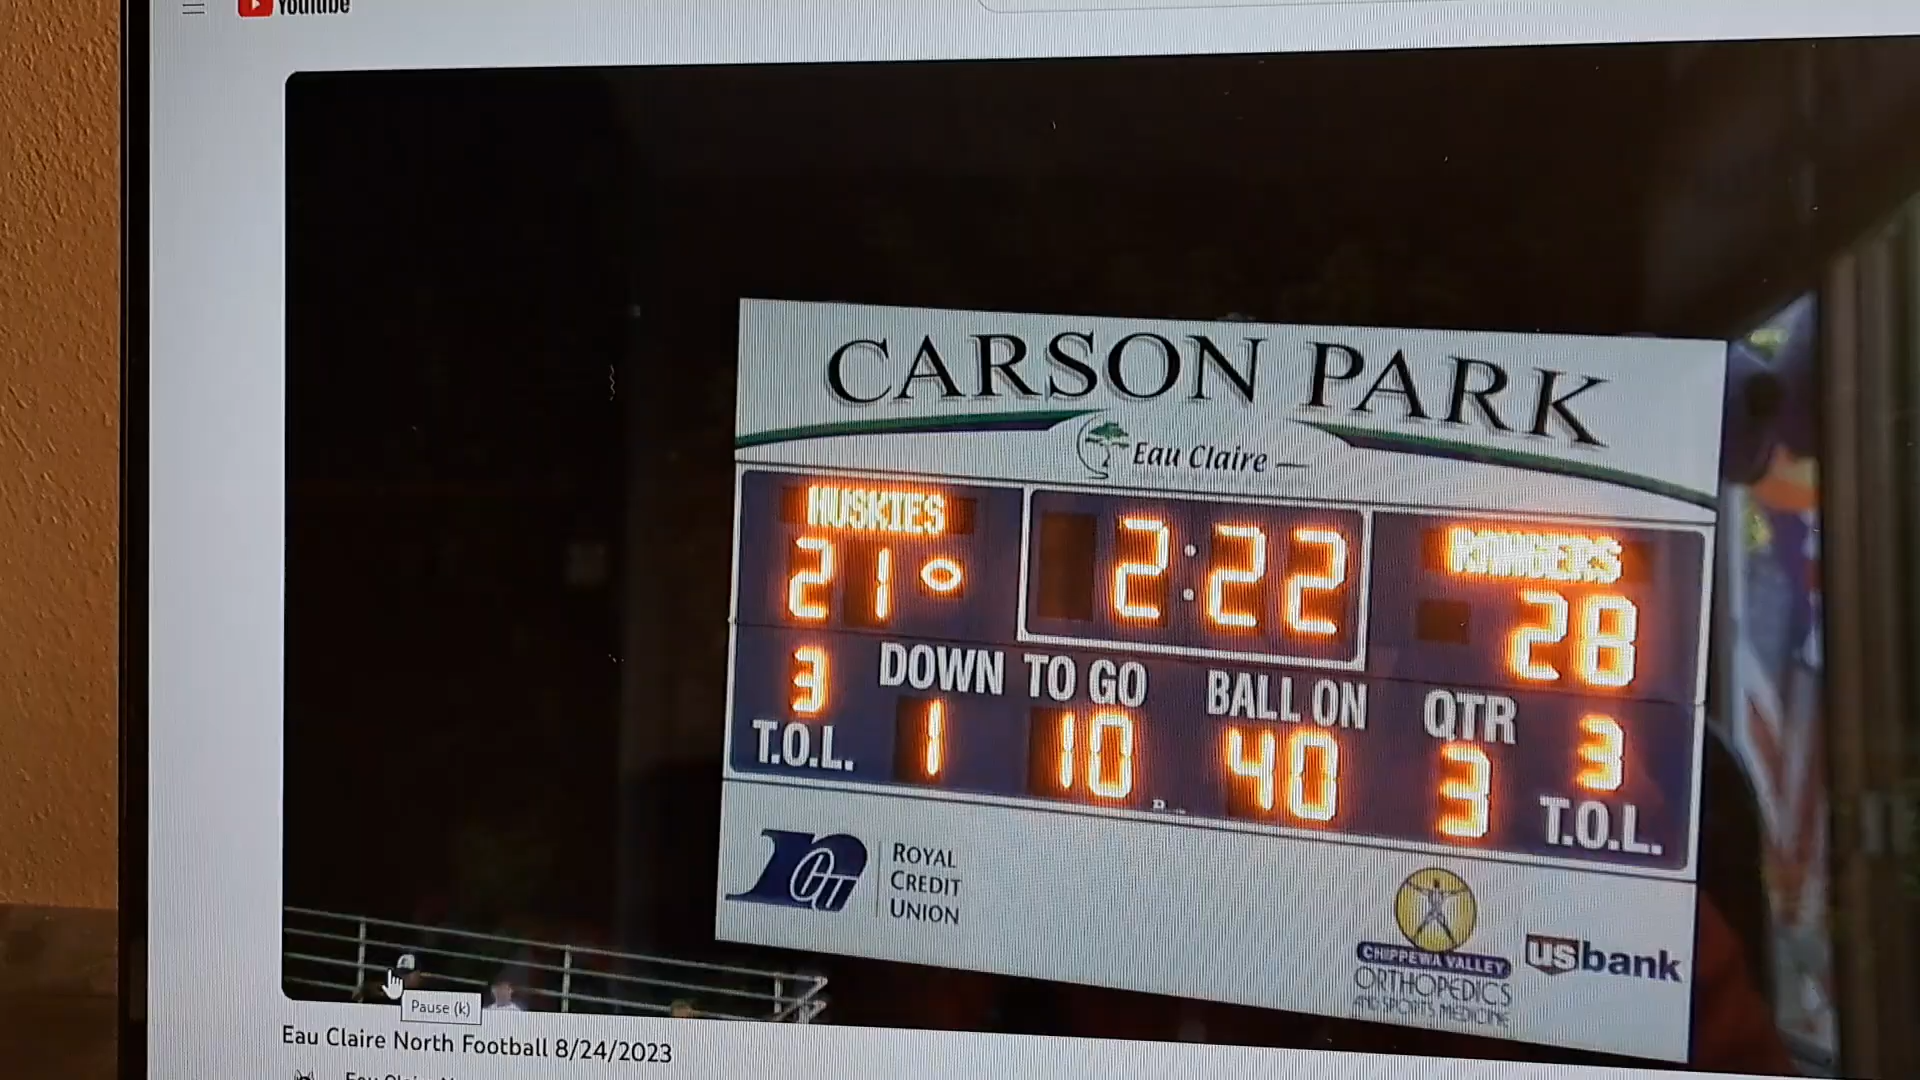 YouTube
CARSON PARK
Eau Claire
HUSKIES
2:22
RANGERS
21
28
3
DOWN TO GO BALL ON QTR
3
T.O.L.
1 10 40 3
T.O.L.
ROYAL
CREDIT
UNION
CHIPPEWA VALLEY
ORTHOPEDICS
AND SPORTS MEDICINE
usbank
Pause (k)
Eau Claire North Football 8/24/2023